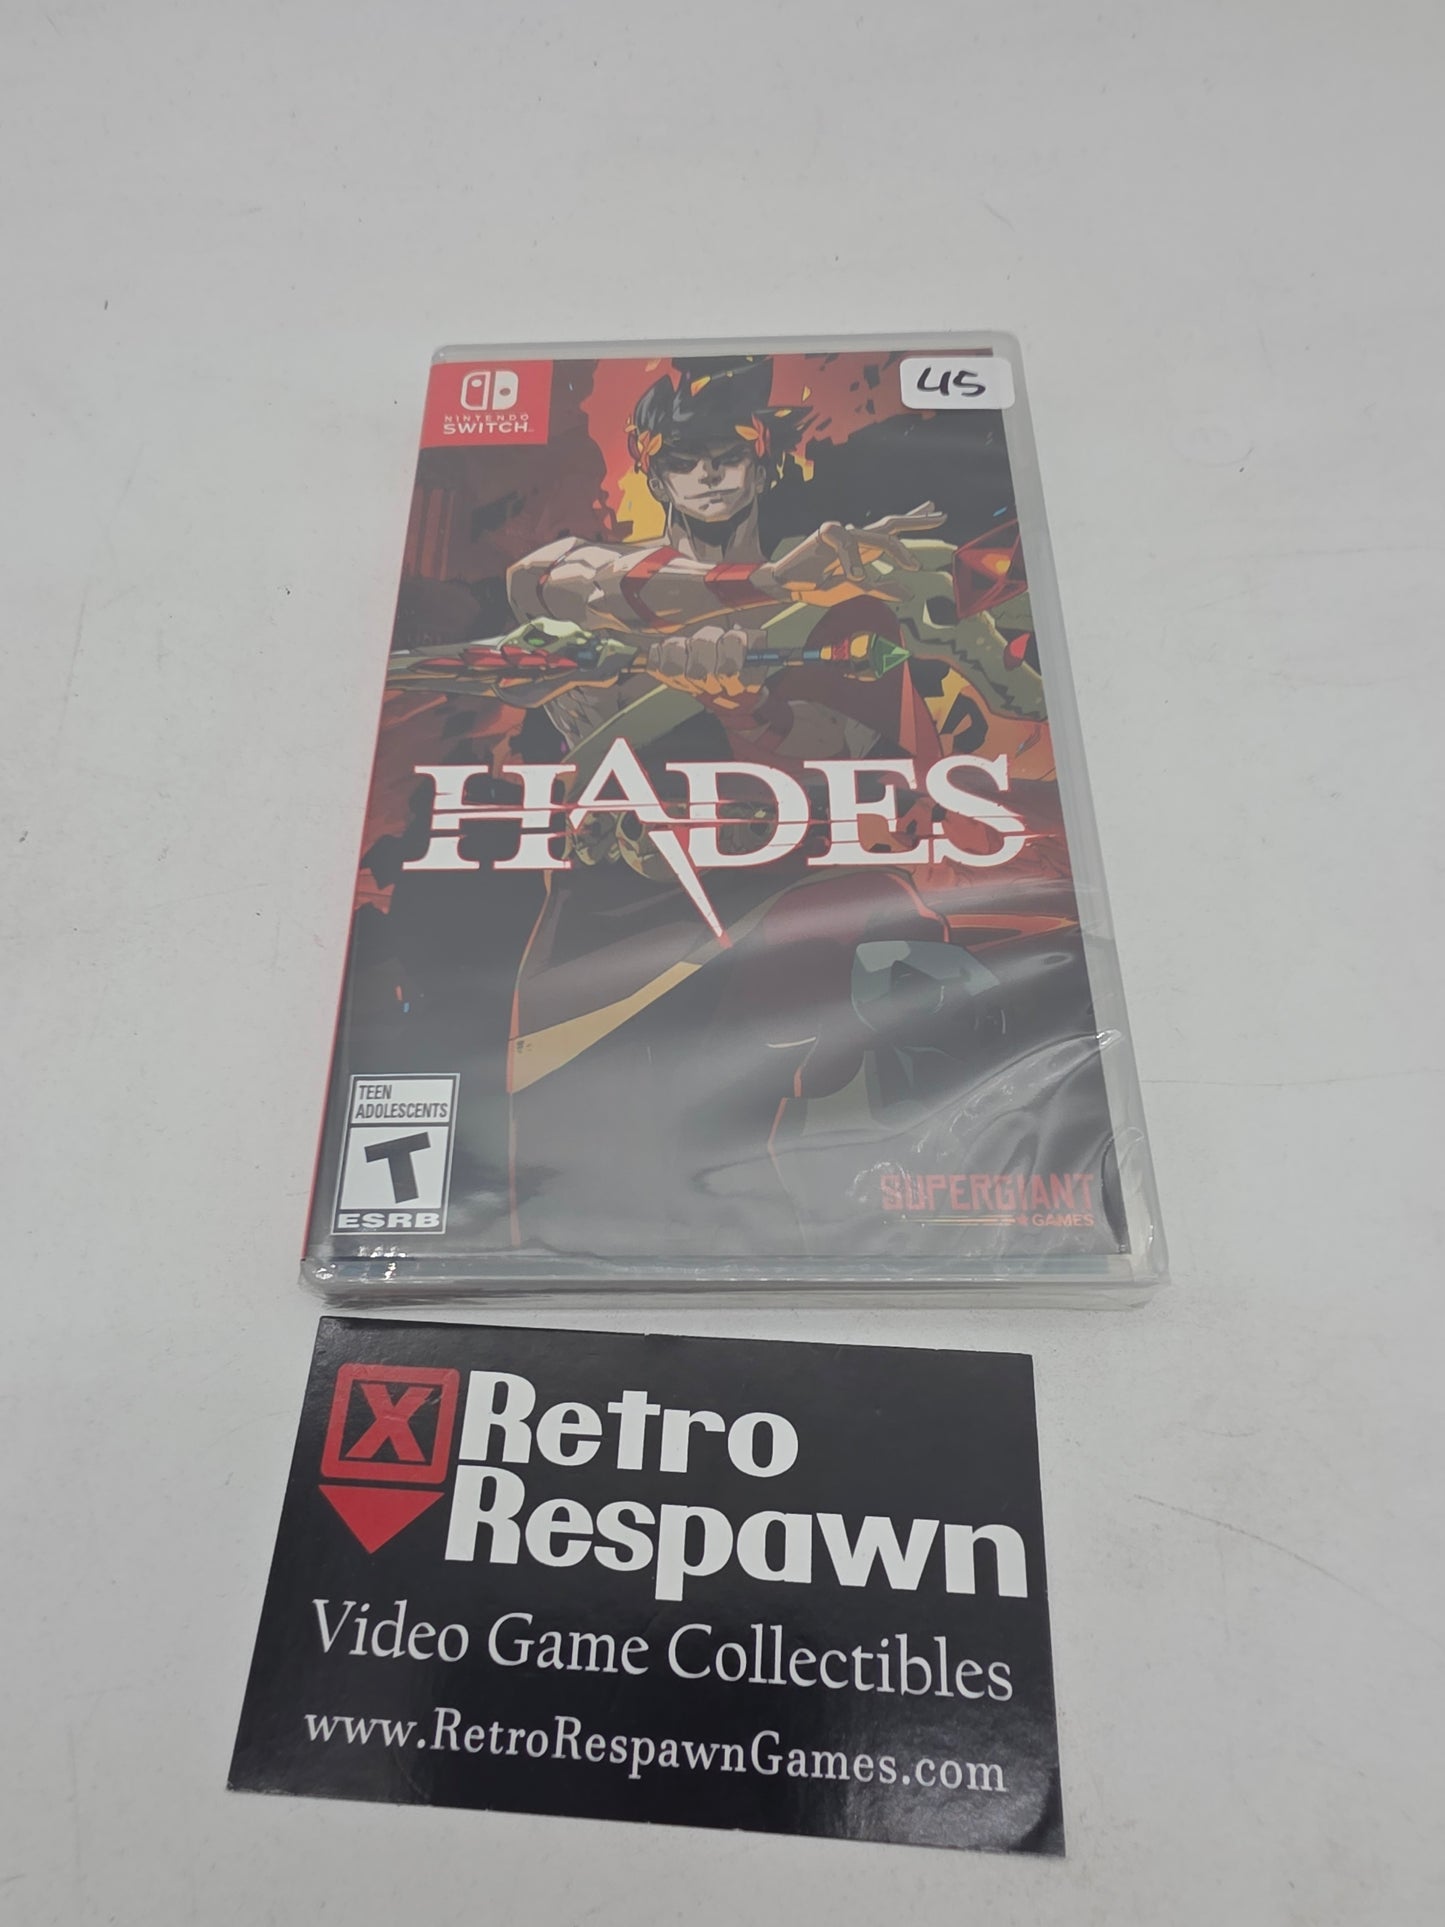 NINTENDO
SWITCH
45
HADES
TEEN
ADOLESCENTS
T
ESRB
SUPERGIANT
GAMES
X
Retro
Respawn
Video Game Collectibles
www.RetroRespawnGames.com